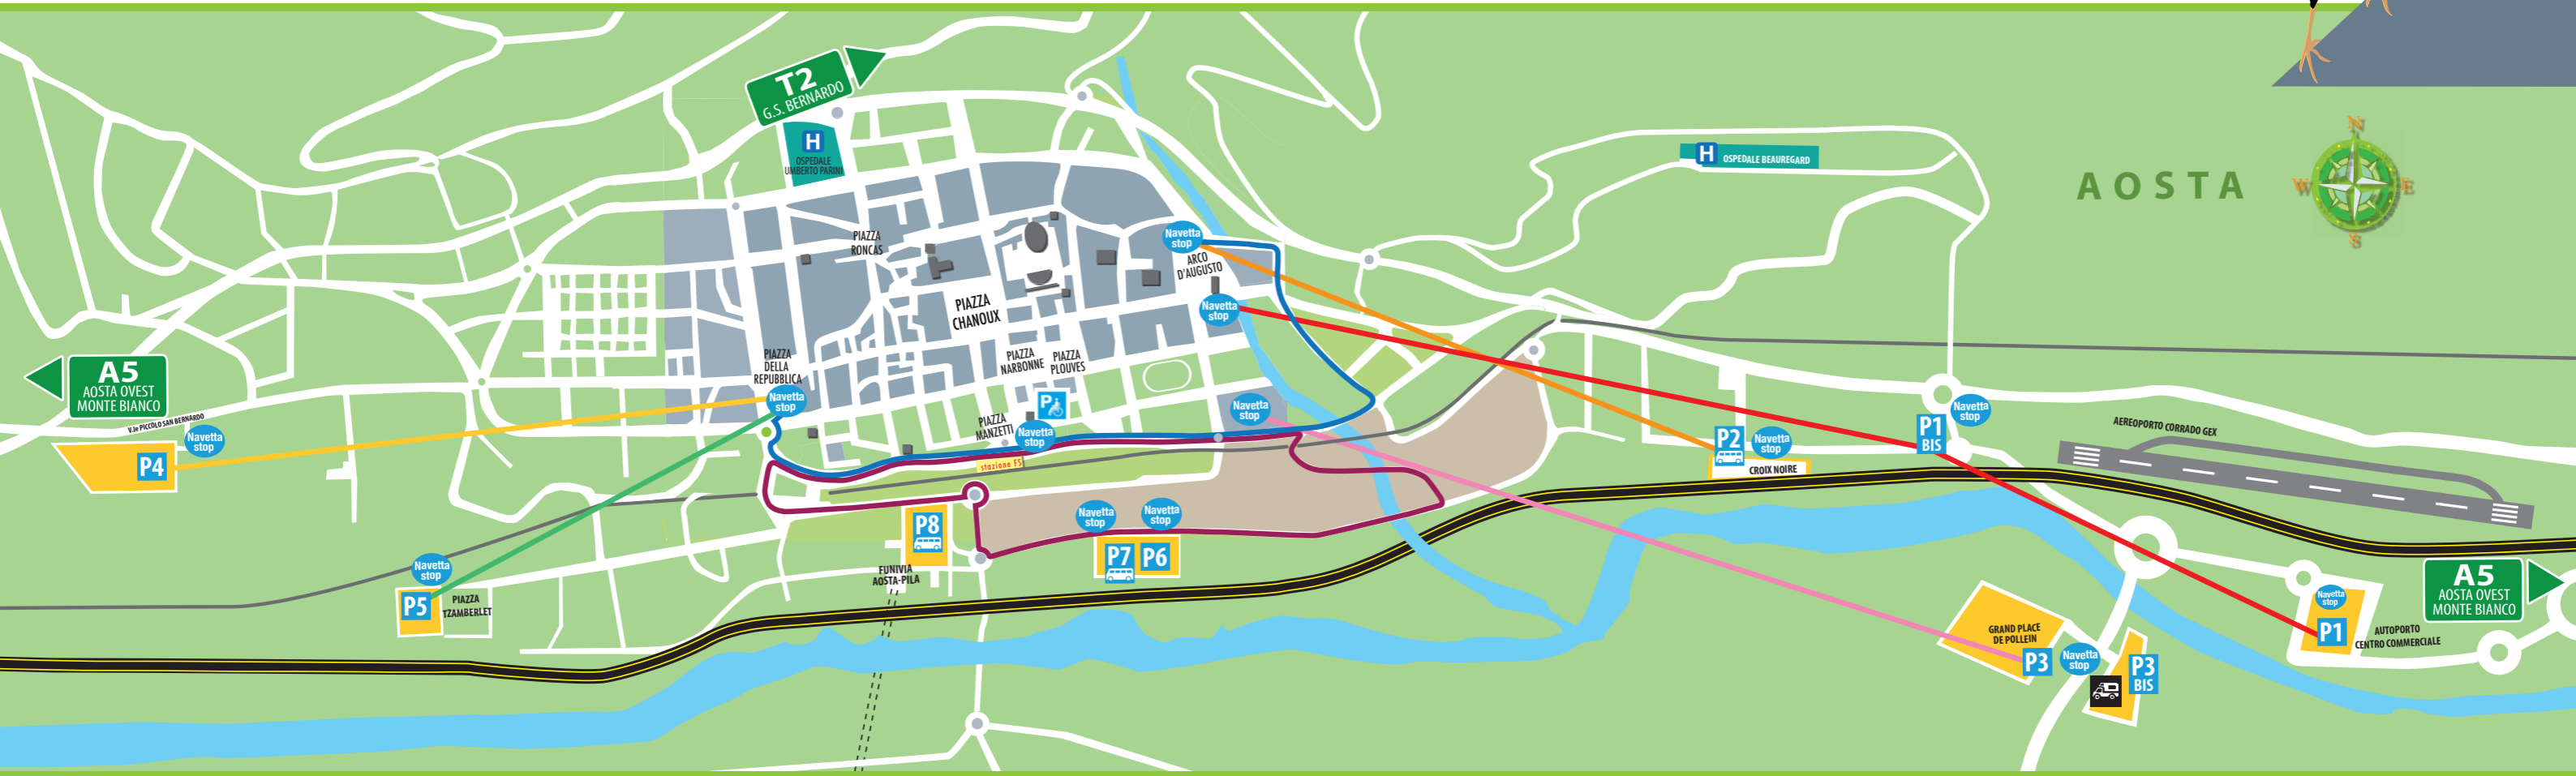 T2
G.S. BERNARDO
H
OSPEDALE
UMBERTO PARINI
H OSPEDALE BEAUREGARD
AOSTA
N
W E
S
PIAZZA
RONCAS
Navetta
stop
ARCO
D'AUGUSTO
PIAZZA
CHANOUX
Navetta
stop
PIAZZA
NARBONNE
PIAZZA
PLOUVES
PIAZZA
DELLA
REPUBBLICA
Navetta
stop
A5
AOSTA OVEST
MONTE BIANCO
V.le PICCOLO SAN BERNARDO
Navetta
stop
P4
P
PIAZZA
MANZETTI
Navetta
stop
Navetta
stop
stazione FS
P2
Navetta
stop
CROIX NOIRE
P1
BIS
Navetta
stop
AEREOPORTO CORRADO GEX
P8
FUNIVIA
AOSTA-PILA
Navetta
stop
Navetta
stop
P7 P6
Navetta
stop
P5
PIAZZA
TZAMBERLET
GRAND PLACE
DE POLLEIN
P3
Navetta
stop
P3
BIS
Navetta
stop
P1
AUTOPORTO
CENTRO COMMERCIALE
A5
AOSTA OVEST
MONTE BIANCO